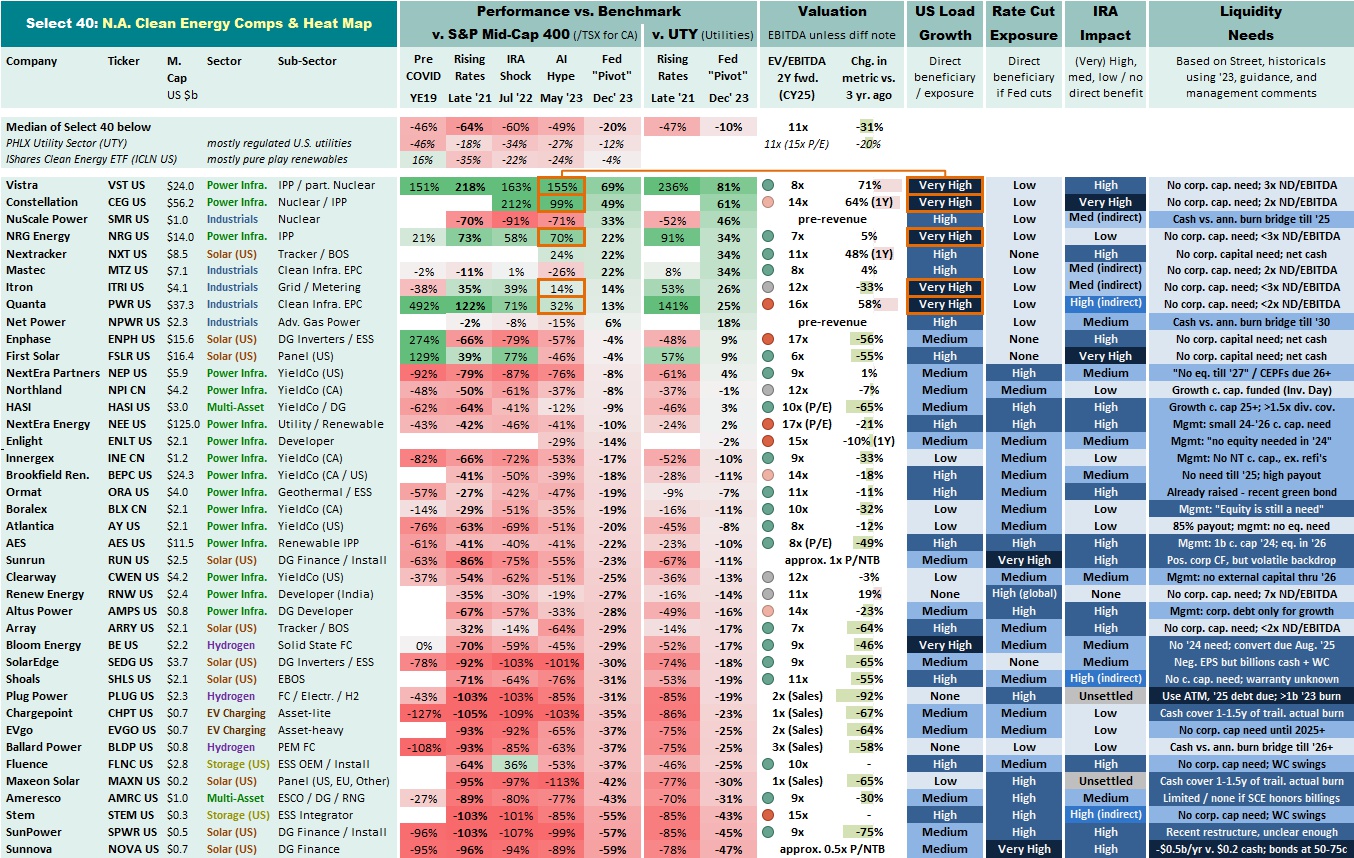 Select 40: N.A. Clean Energy Comps & Heat Map
Performance vs. Benchmark
v. S&P Mid-Cap 400 (/TSX for CA) v. UTY (Utilities)
Valuation
EBITDA unless diff note
US Load Growth
Rate Cut Exposure
IRA Impact
Liquidity Needs
Company Ticker M. Cap US $b Sector Sub-Sector
Pre COVID YE19
Rising Rates Late '21
IRA Shock Jul '22
AI Hype May '23
Fed "Pivot" Dec' 23
Rising Rates Late '21
Fed "Pivot" Dec' 23
EV/EBITDA 2Y fwd. (CY25)
Chg. in metric vs. 3 yr. ago
Direct beneficiary / exposure
Direct beneficiary if Fed cuts
(Very) High, med, low / no direct benefit
Based on Street, historicals using '23, guidance, and management comments
Median of Select 40 below -46% -64% -60% -49% -20% -47% -10% 11x -31%
PHLX Utility Sector (UTY) mostly regulated U.S. utilities -46% -18% -34% -27% -12% 11x (15x P/E) -20%
IShares Clean Energy ETF (ICLN US) mostly pure play renewables 16% -35% -22% -24% -4%
Vistra VST US $24.0 Power Infra. IPP / part. Nuclear 151% 218% 163% 155% 69% 236% 81% 8x 71% Very High Low High No corp. cap. need; 3x ND/EBITDA
Constellation CEG US $56.2 Power Infra. Nuclear / IPP 212% 99% 49% 61% 14x 64% (1Y) Very High Low Very High No corp. cap. need; 2x ND/EBITDA
NuScale Power SMR US $1.0 Industrials Nuclear -70% -91% -71% 33% -52% 46% pre-revenue High Low Med (indirect) Cash vs. ann. burn bridge till '25
NRG Energy NRG US $14.0 Power Infra. IPP 21% 73% 58% 70% 22% 91% 34% 7x 5% Very High Low Low No corp. cap. need; <3x ND/EBITDA
Nextracker NXT US $8.5 Solar (US) Tracker / BOS 24% 22% 34% 11x 48% (1Y) High None High No corp. capital need; net cash
Mastec MTZ US $7.1 Industrials Clean Infra. EPC -2% -11% 1% -26% 22% 8% 34% 8x 4% High Low Med (indirect) No corp. cap. need; 2x ND/EBITDA
Itron ITRI US $4.1 Industrials Grid / Metering -38% 35% 39% 14% 14% 53% 26% 12x -33% Very High Low Med (indirect) No corp. cap. need; <3x ND/EBITDA
Quanta PWR US $37.3 Industrials Clean Infra. EPC 492% 122% 71% 32% 13% 141% 25% 16x 58% Very High Low High (indirect) No corp. cap. need; <2x ND/EBITDA
Net Power NPWR US $2.3 Industrials Adv. Gas Power -2% -8% -15% 6% 18% pre-revenue High Low Medium Cash vs. ann. burn bridge till '30
Enphase ENPH US $15.6 Solar (US) DG Inverters / ESS 274% -66% -79% -57% -4% -48% 9% 17x -56% Medium None High No corp. capital need; net cash
First Solar FSLR US $16.4 Solar (US) Panel (US) 129% 39% 77% -46% -4% 57% 9% 6x -55% High None Very High No corp. capital need; net cash
NextEra Partners NEP US $5.9 Power Infra. YieldCo (US) -92% -79% -87% -76% -8% -61% 4% 9x 1% Medium High Medium "No eq. till '27" / CEPFs due 26+
Northland NPI CN $4.2 Power Infra. YieldCo (CA) -48% -50% -61% -37% -8% -37% -1% 12x -7% Medium Medium Low Growth c. cap. funded (Inv. Day)
HASI HASI US $3.0 Multi-Asset YieldCo / DG -62% -64% -41% -12% -9% -46% 3% 10x (P/E) -65% Medium High High Growth c. cap 25+; >1.5x div. cov.
NextEra Energy NEE US $125.0 Power Infra. Utility / Renewable -43% -42% -46% -41% -10% -24% 2% 17x (P/E) -21% High High High Mgmt: small 24-'26 c. cap. need
Enlight ENLT US $2.1 Power Infra. Developer -29% -14% -2% 15x -10% (1Y) Medium Medium Medium Mgmt: "no equity needed in '24"
Innergex INE CN $1.2 Power Infra. YieldCo (CA) -82% -66% -72% -53% -17% -52% -10% 9x -33% Low Medium Low Mgmt: No NT c. cap., ex. refi's
Brookfield Ren. BEPC US $24.3 Power Infra. YieldCo (CA / US) -41% -50% -39% -18% -28% -11% 14x -18% High Medium High No need till '25; high payout
Ormat ORA US $4.0 Power Infra. Geothermal / ESS -57% -27% -42% -47% -19% -9% -7% 11x -11% High Medium High Already raised - recent green bond
Boralex BLX CN $2.1 Power Infra. YieldCo (CA) -14% -29% -51% -35% -19% -16% -11% 10x -32% Low Medium Low Mgmt: "Equity is still a need"
Atlantica AY US $2.1 Power Infra. YieldCo (US) -76% -63% -69% -51% -20% -45% -8% 8x -12% Low Medium Low 85% payout; mgmt: no eq. need
AES AES US $11.5 Power Infra. Renewable IPP -61% -41% -40% -41% -22% -23% -10% 8x (P/E) -49% High High High Mgmt: 1b c. cap '24; eq. in '26
Sunrun RUN US $2.5 Solar (US) DG Finance / Install -63% -86% -75% -55% -23% -67% -11% approx. 1x P/NTB Medium Very High High Pos. corp CF, but volatile backdrop
Clearway CWEN US $4.2 Power Infra. YieldCo (US) -37% -54% -62% -51% -25% -36% -13% 12x -3% Low Medium Medium Mgmt: no external capital thru '26
Renew Energy RNW US $2.4 Power Infra. Developer (India) -35% -30% -19% -27% -14% -16% 11x 19% None High (global) None No corp. need; 7x ND/EBITDA
Altus Power AMPS US $0.8 Power Infra. DG Developer -67% -57% -33% -28% -49% -16% 14x -23% Medium High High Mgmt: corp. debt only for growth
Array ARRY US $2.1 Solar (US) Tracker / BOS -32% -14% -64% -29% -14% -17% 7x -64% High Medium High No corp. cap. need; <2x ND/EBITDA
Bloom Energy BE US $2.2 Hydrogen Solid State FC 0% -70% -59% -45% -29% -52% -17% 9x -46% Very High Low Medium No '24 need; convert due Aug. '25
SolarEdge SEDG US $3.7 Solar (US) DG Inverters / ESS -78% -92% -103% -101% -30% -74% -18% 9x -65% Medium None Medium Neg. EPS but billions cash + WC
Shoals SHLS US $2.1 Solar (US) EBOS -71% -64% -76% -31% -53% -19% 11x -55% High Medium High (indirect) No c. cap. need; warranty unknown
Plug Power PLUG US $2.3 Hydrogen FC / Electr. / H2 -43% -103% -103% -85% -31% -85% -19% 2x (Sales) -92% None High Unsettled Use ATM, '25 debt due; >1b '23 burn
Chargepoint CHPT US $0.7 EV Charging Asset-lite -127% -105% -109% -103% -35% -86% -23% 1x (Sales) -67% Medium Medium Low Cash cover 1-1.5y of trail. actual burn
EVgo EVGO US $0.7 EV Charging Asset-heavy -93% -92% -65% -37% -75% -25% 2x (Sales) -64% Medium Medium Low No corp cap need until 2025+
Ballard Power BLDP US $0.8 Hydrogen PEM FC -108% -93% -85% -63% -37% -75% -25% 3x (Sales) -58% None Low Low Cash vs. ann. burn bridge till '26+
Fluence FLNC US $2.8 Storage (US) ESS OEM / Install -64% 36% -53% -37% -46% -25% 10x - High Medium High No corp. cap need; WC swings
Maxeon Solar MAXN US $0.2 Solar (US) Panel (US, EU, Other) -95% -97% -113% -42% -77% -30% 1x (Sales) -65% Low High Unsettled Cash cover 1-1.5y of trail. actual burn
Ameresco AMRC US $1.0 Multi-Asset ESCO / DG / RNG -27% -89% -80% -77% -43% -70% -31% 9x -30% Medium High Medium Limited / none if SCE honors billings
Stem STEM US $0.3 Storage (US) ESS Integrator -103% -101% -85% -55% -85% -43% 15x - High High High (indirect) No corp cap need; WC swings
SunPower SPWR US $0.5 Solar (US) DG Finance / Install -96% -103% -107% -99% -57% -85% -45% 9x -75% Medium High High Recent restructure, unclear enough
Sunnova NOVA US $0.7 Solar (US) DG Finance -95% -96% -94% -89% -59% -78% -47% approx. 0.5x P/NTB Medium Very High High -$0.5b/yr v. $0.2 cash; bonds at 50-75c